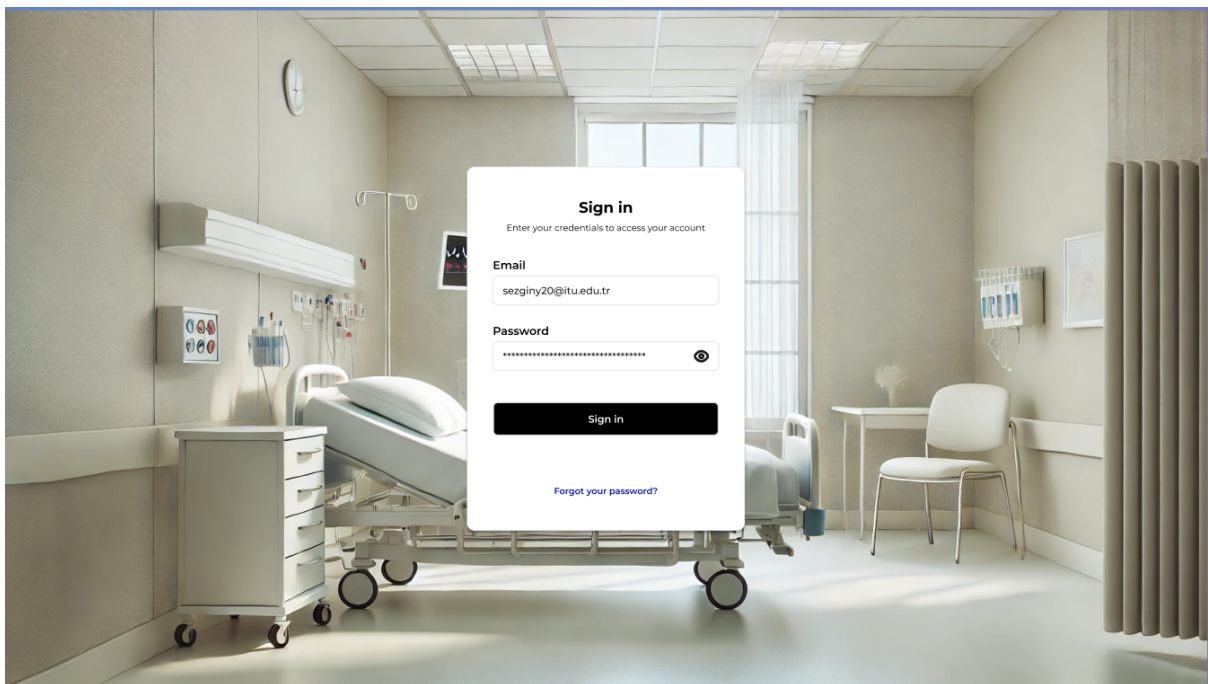 Sign in
Enter your credentials to access your account
Email
sezginy20@itu.edu.tr
Password
**********************************
Sign in
Forgot your password?